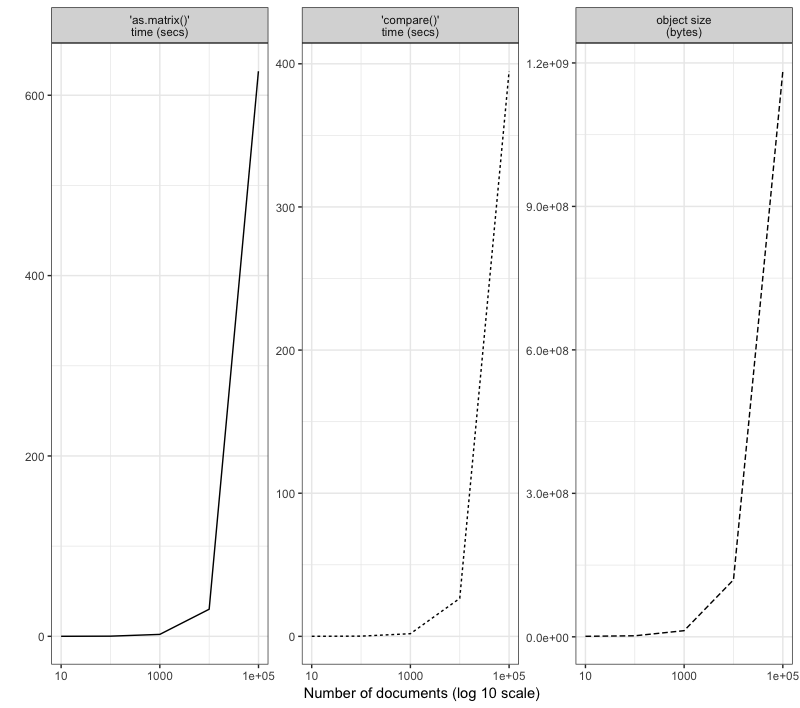 'as.matrix()'
time (secs)
'compare()'
time (secs)
object size
(bytes)
600
400
200
0
10
1000
1e+05
400
300
200
100
0
10
1000
1e+05
1.2e+09
9.0e+08
6.0e+08
3.0e+08
0.0e+00
10
1000
1e+05
Number of documents (log 10 scale)